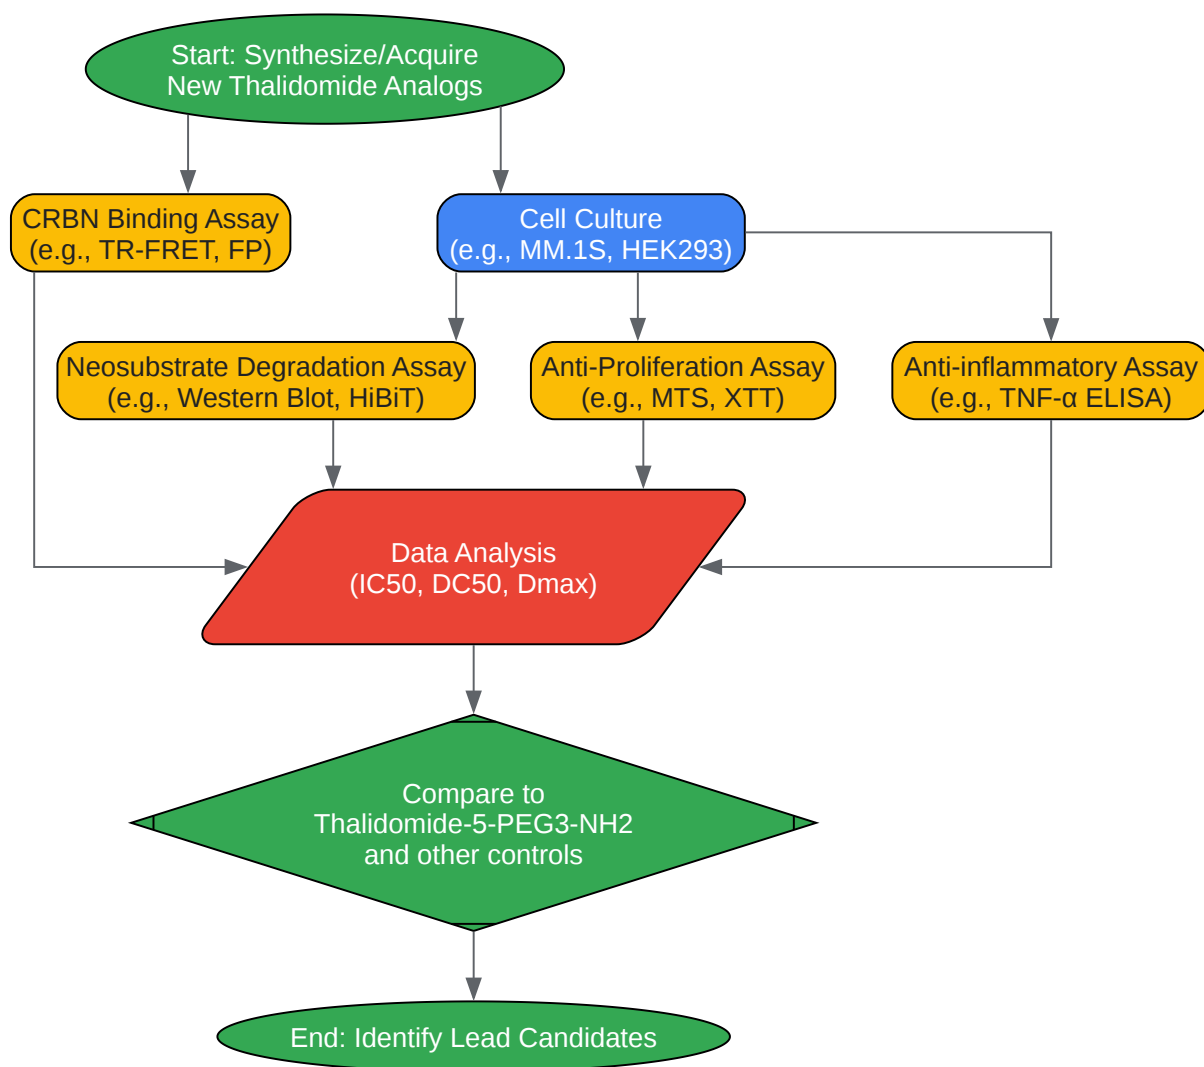 Start: Synthesize/Acquire
New Thalidomide Analogs
CRBN Binding Assay
(e.g., TR-FRET, FP)
Cell Culture
(e.g., MM.1S, HEK293)
Neosubstrate Degradation Assay
(e.g., Western Blot, HiBiT)
Anti-Proliferation Assay
(e.g., MTS, XTT)
Anti-inflammatory Assay
(e.g., TNF-α ELISA)
Data Analysis
(IC50, DC50, Dmax)
Compare to
Thalidomide-5-PEG3-NH2
and other controls
End: Identify Lead Candidates